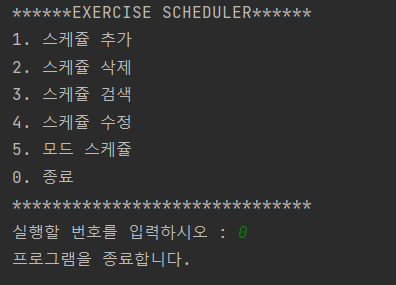 ******EXERCISE SCHEDULER******
1. 스케쥴 추가
2. 스케쥴 삭제
3. 스케쥴 검색
4. 스케쥴 수정
5. 모드 스케쥴
0. 종료
******************************
실행할 번호를 입력하시오 : 0
프로그램을 종료합니다.